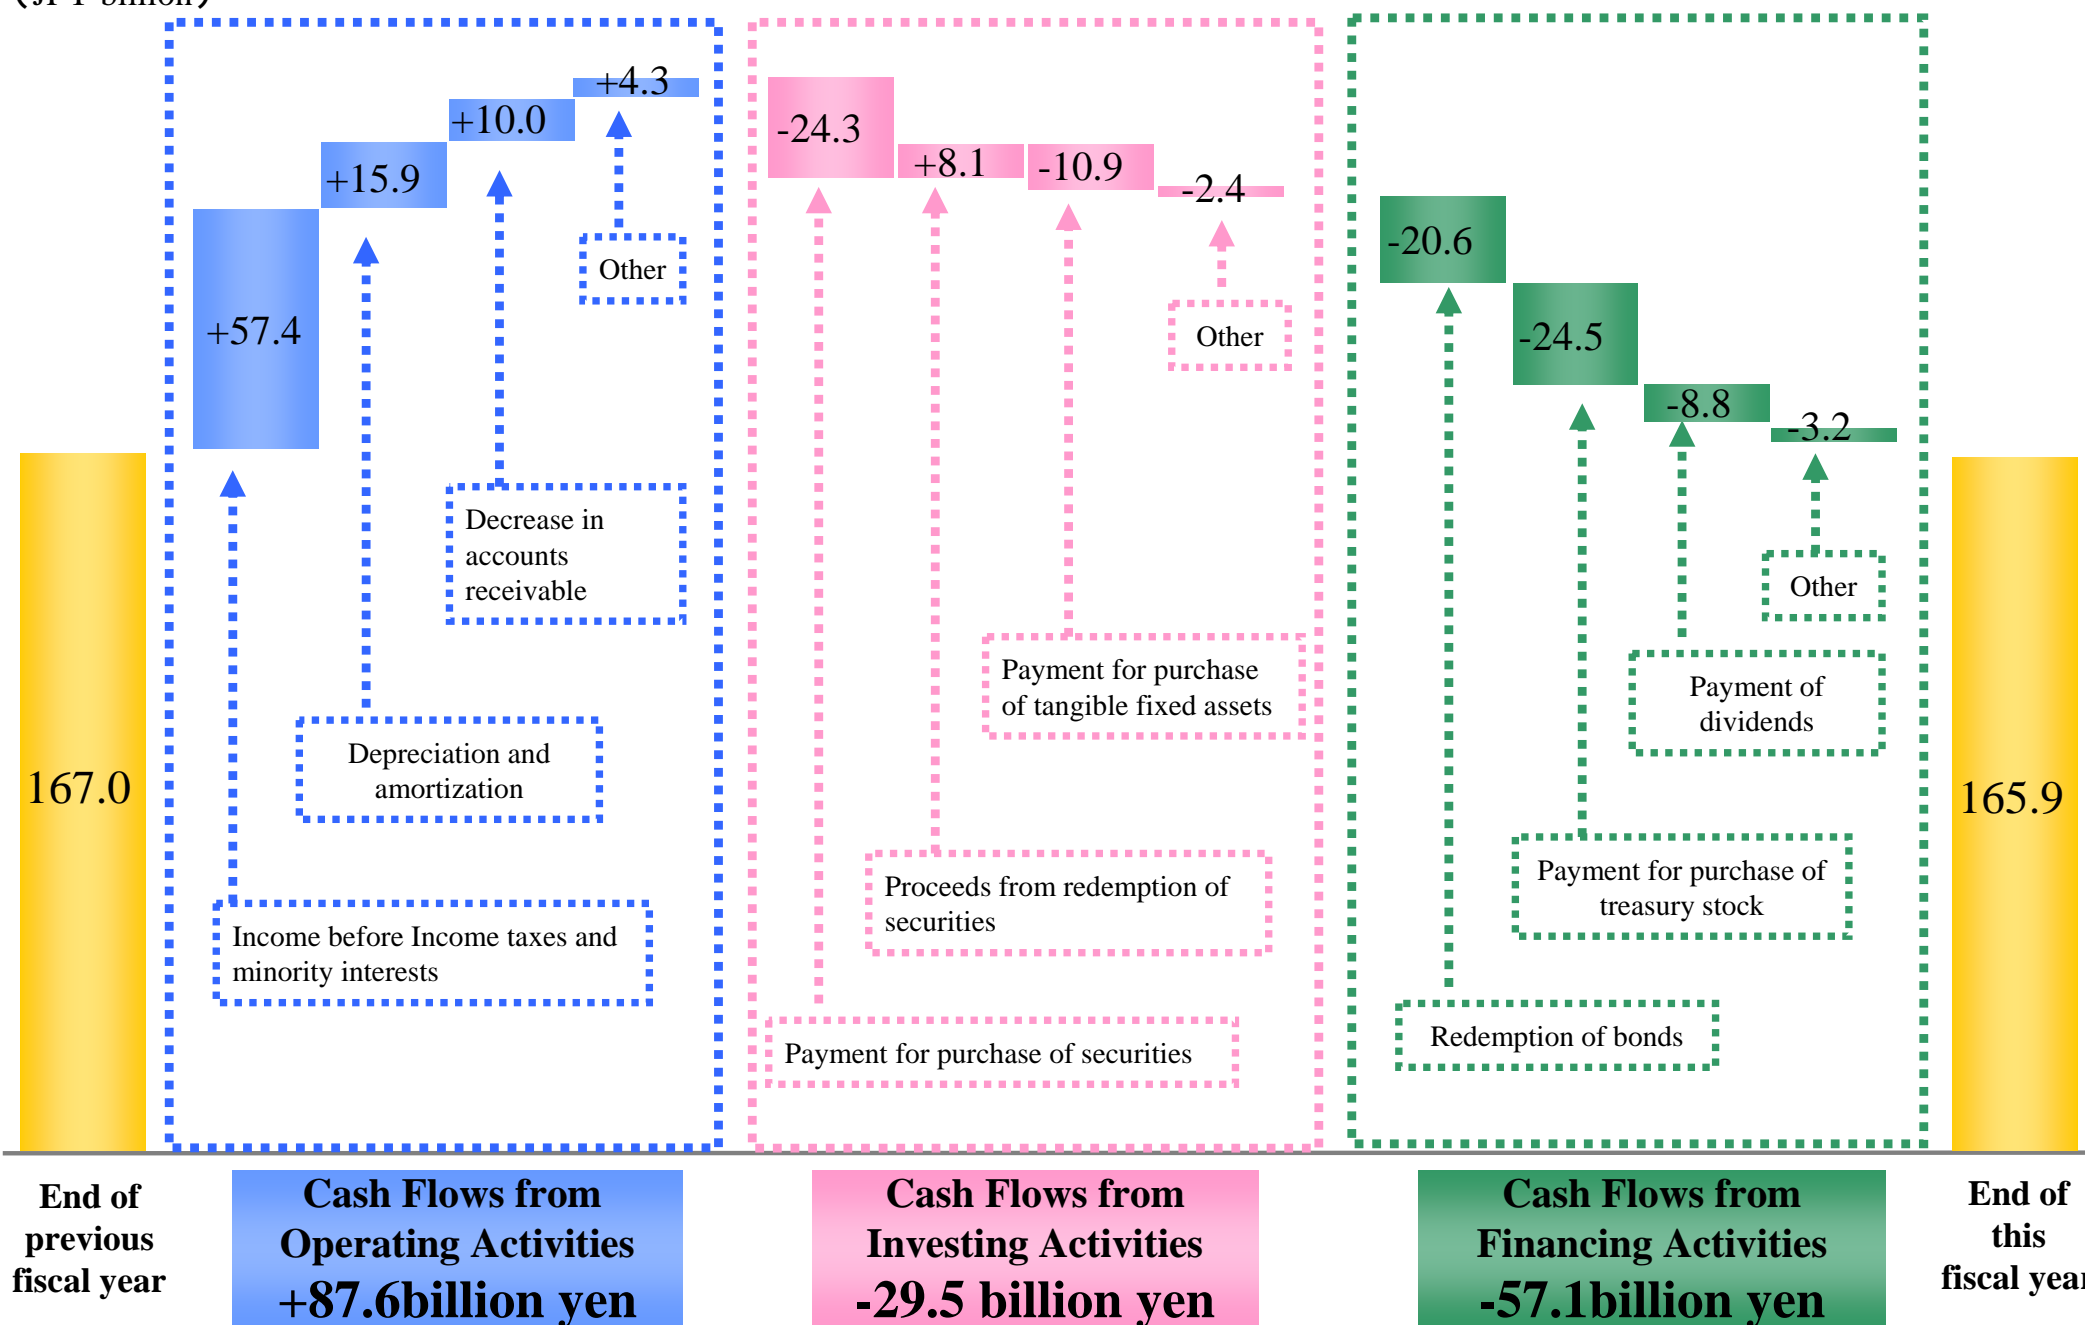 (JPY billion)
+4.3
+10.0
+15.9
+57.4
Other
Decrease in
accounts
receivable
Depreciation and
amortization
Income before Income taxes and
minority interests
-24.3
+8.1
-10.9
-2.4
Other
Payment for purchase
of tangible fixed assets
Proceeds from redemption of
securities
Payment for purchase of securities
-20.6
-24.5
-8.8
-3.2
Other
Payment of
dividends
Payment for purchase of
treasury stock
Redemption of bonds
167.0
165.9
End of
previous
fiscal year
Cash Flows from
Operating Activities
+87.6billion yen
Cash Flows from
Investing Activities
-29.5 billion yen
Cash Flows from
Financing Activities
-57.1billion yen
End of
this
fiscal year